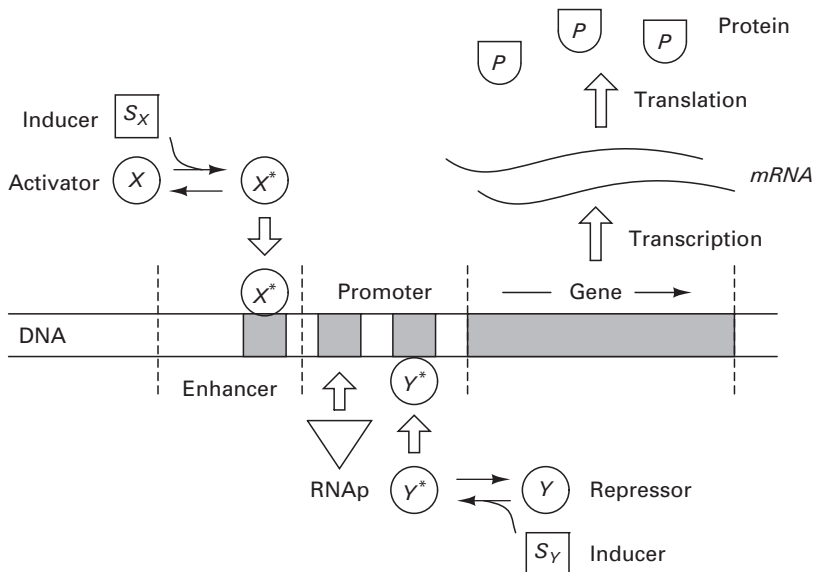 P P P Protein
Translation
Inducer S_X
Activator X X* mRNA
Transcription
X* Promoter Gene
DNA
Enhancer Y*
RNAp Y* Y Repressor
S_Y Inducer